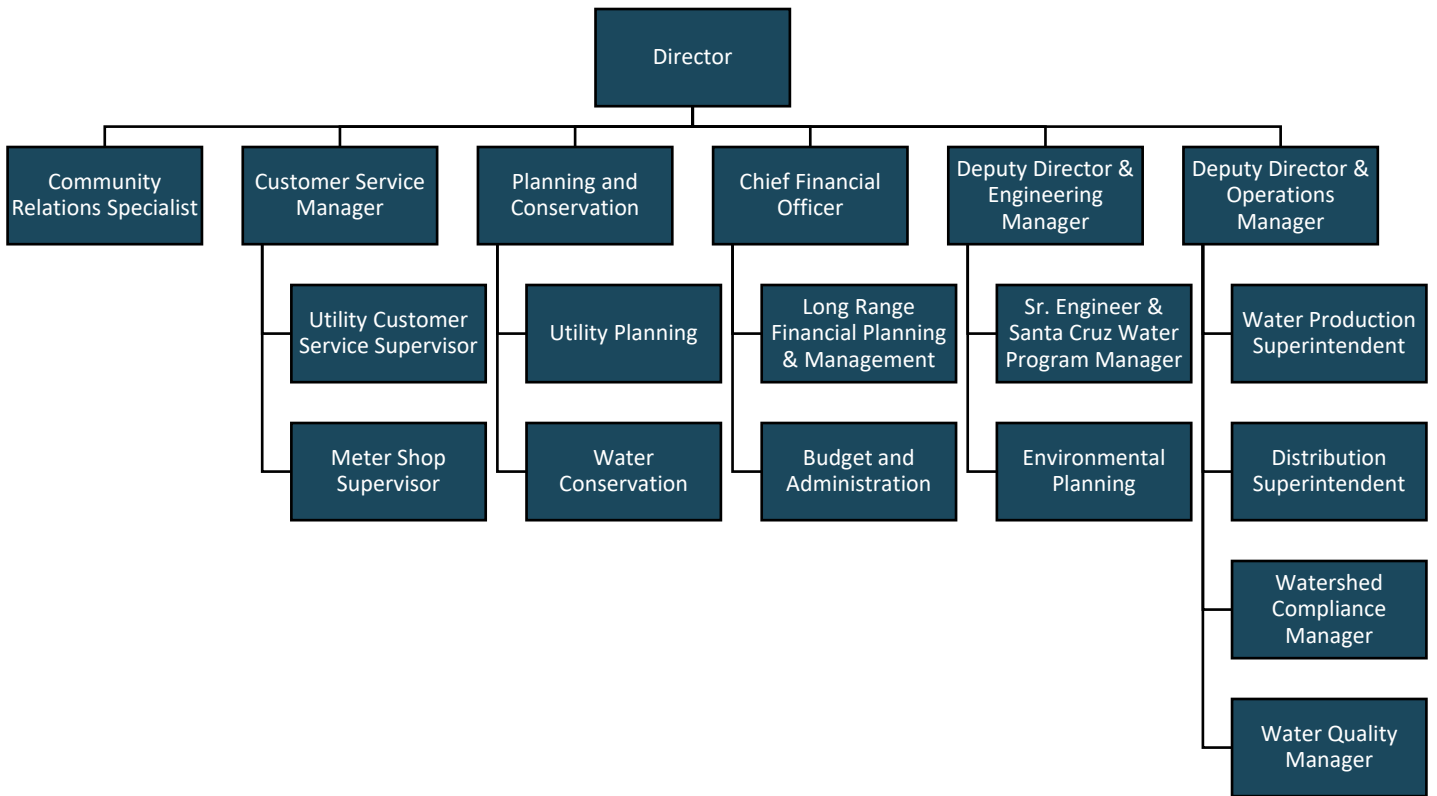 Director
Community
Relations Specialist
Customer Service
Manager
Planning and
Conservation
Chief Financial
Officer
Deputy Director &
Engineering
Manager
Deputy Director &
Operations
Manager
Utility Customer
Service Supervisor
Utility Planning
Long Range
Financial Planning
& Management
Sr. Engineer &
Santa Cruz Water
Program Manager
Water Production
Superintendent
Meter Shop
Supervisor
Water
Conservation
Budget and
Administration
Environmental
Planning
Distribution
Superintendent
Watershed
Compliance
Manager
Water Quality
Manager